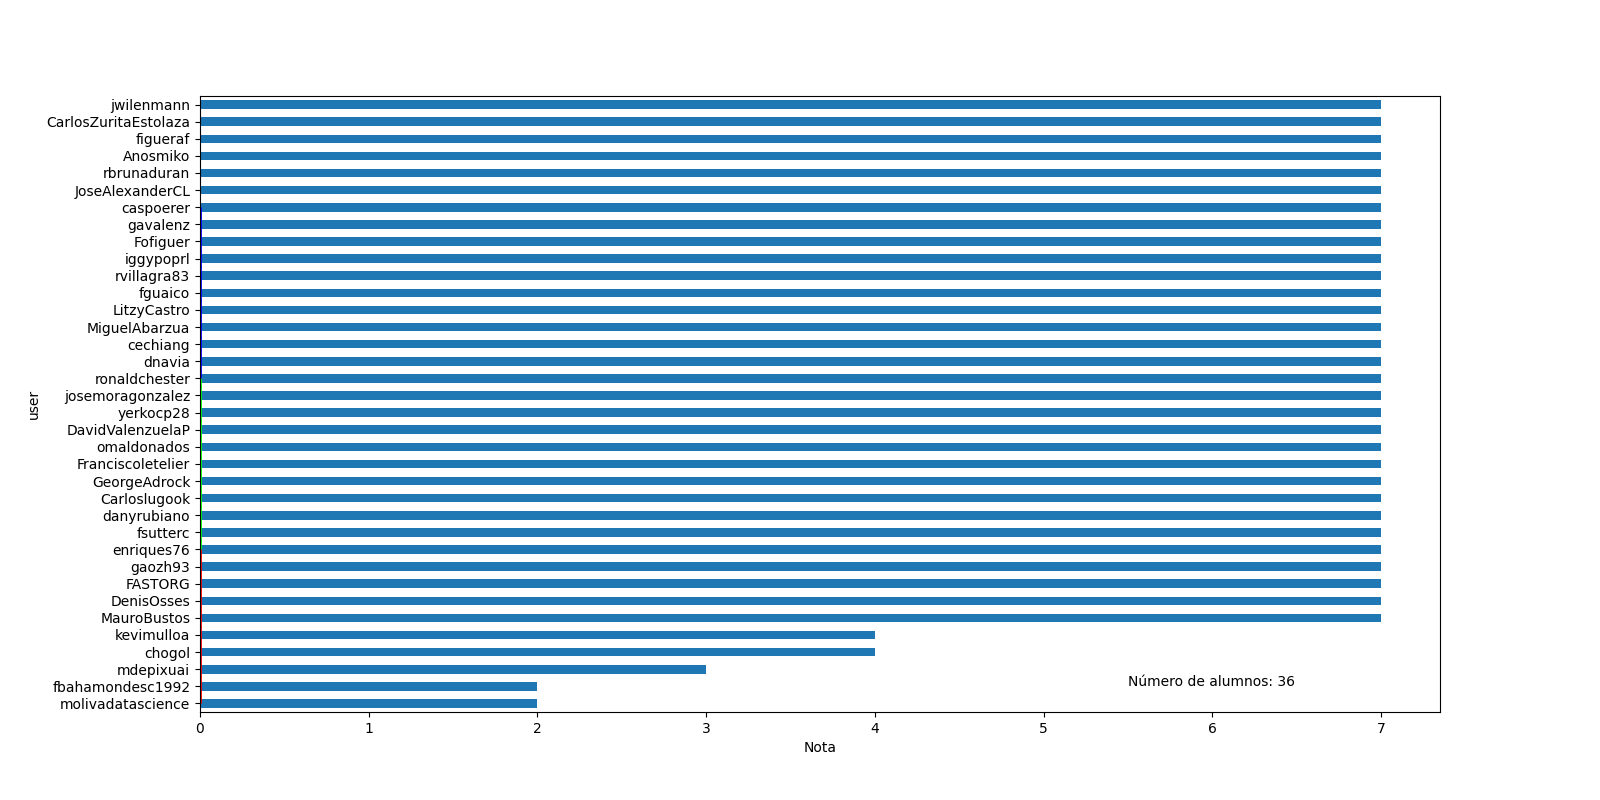 jwilenmann
CarlosZuritaEstolaza
figueraf
Anosmiko
rbrunaduran
JoseAlexanderCL
caspoerer
gavalenz
Fofiguer
iggypoprl
rvillagra83
fguaico
LitzyCastro
MiguelAbarzua
cechiang
dnavia
ronaldchester
josemoragonzalez
yerkocp28
DavidValenzuelaP
omaldonados
Franciscoletelier
GeorgeAdrock
Carloslugook
danyrubiano
fsutterc
enriques76
gaozh93
FASTORG
DenisOsses
MauroBustos
kevimulloa
chogol
mdepixuai
fbahamondesc1992
molivadatascience
user
Número de alumnos: 36
0 1 2 3 4 5 6 7
Nota